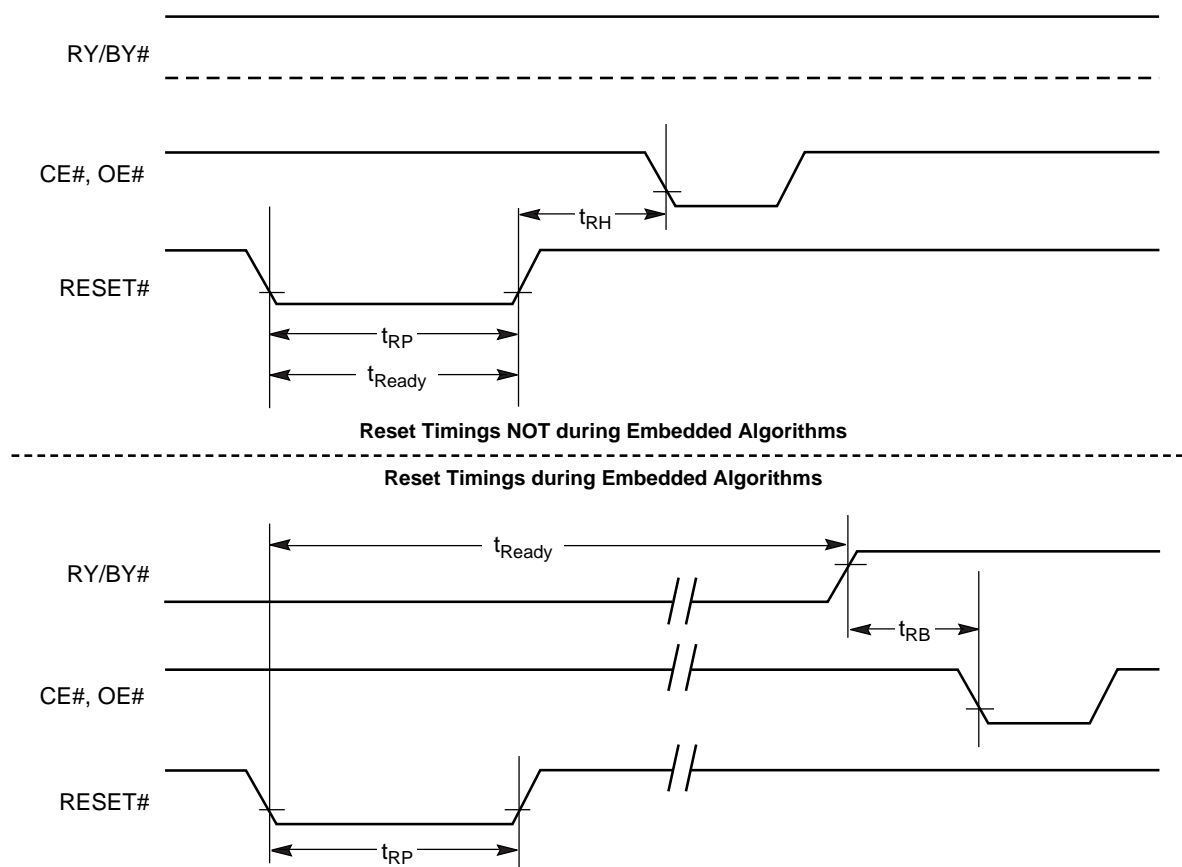 RY/BY#
CE#, OE#
tRH
RESET#
tRP
tReady
Reset Timings NOT during Embedded Algorithms
Reset Timings during Embedded Algorithms
tReady
RY/BY#
tRB
CE#, OE#
RESET#
tRP